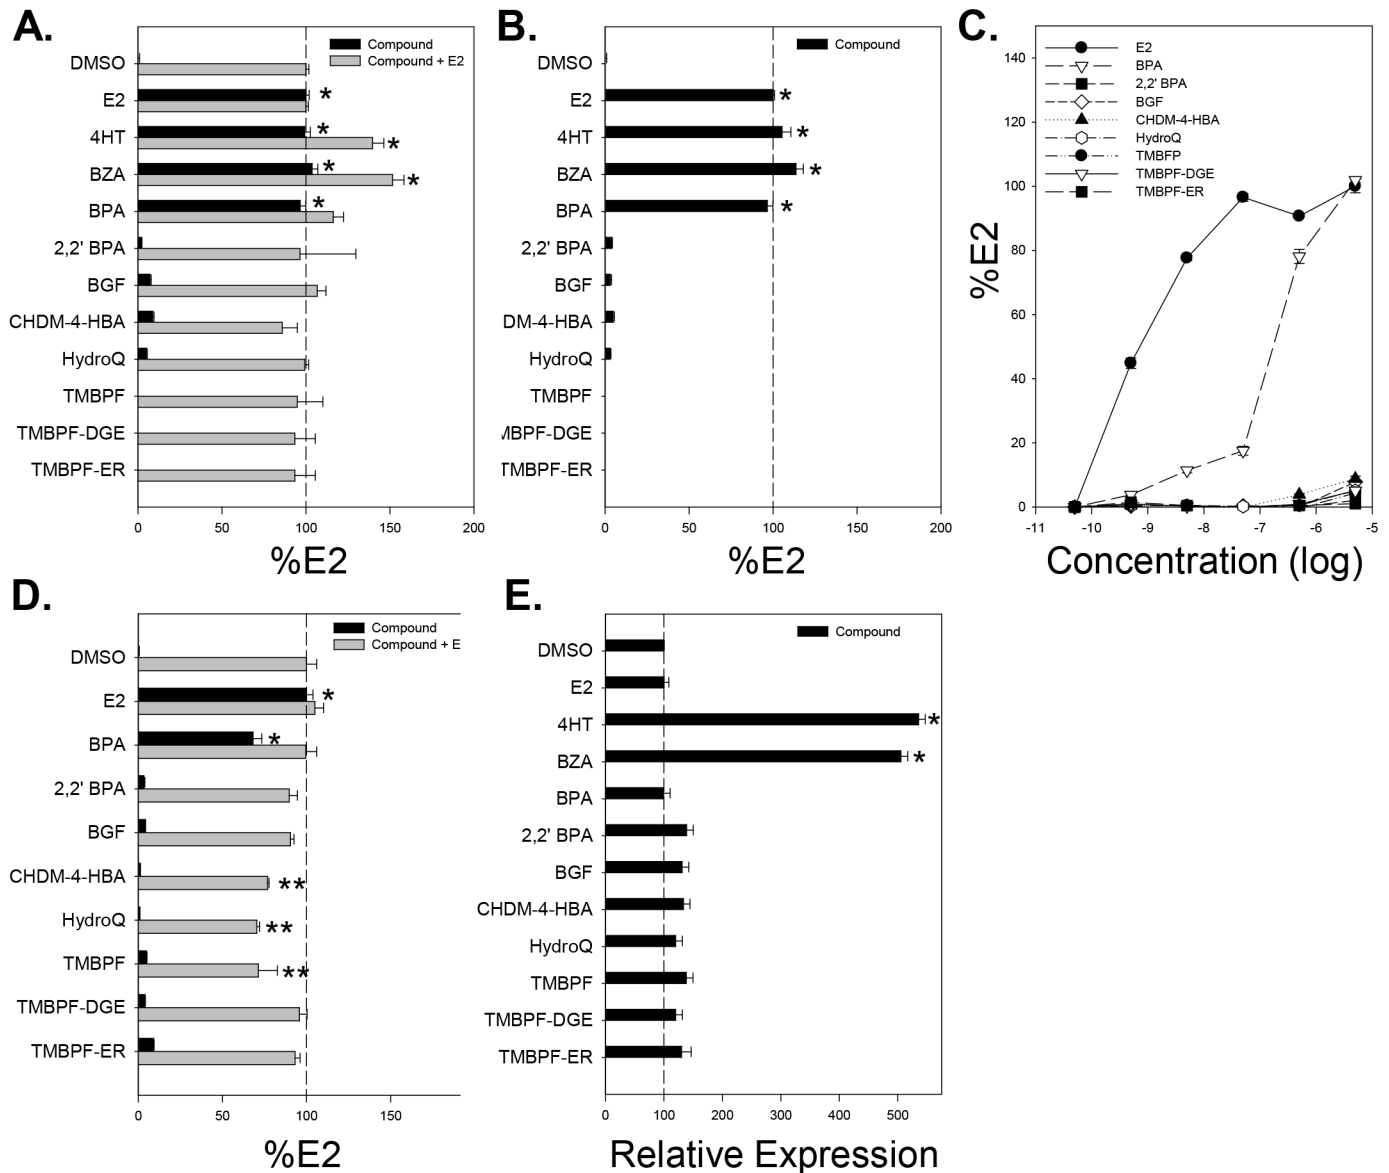 A.
Compound
Compound + E2
DMSO
E2
4HT
BZA
BPA
2,2' BPA
BGF
CHDM-4-HBA
HydroQ
TMBPF
TMBPF-DGE
TMBPF-ER
* * * * * *
0 50 100 150 200
%E2
B.
Compound
DMSO
E2
4HT
BZA
BPA
2,2' BPA
BGF
DM-4-HBA
HydroQ
TMBPF
MBPF-DGE
TMBPF-ER
* * * *
0 50 100 150 200
%E2
C.
E2
BPA
2,2' BPA
BGF
CHDM-4-HBA
HydroQ
TMBFP
TMBPF-DGE
TMBPF-ER
%E2
140
120
100
80
60
40
20
0
-11 -10 -9 -8 -7 -6 -5
Concentration (log)
D.
Compound
Compound + E
DMSO
E2 *
BPA *
2,2' BPA
BGF
CHDM-4-HBA **
HydroQ **
TMBPF **
TMBPF-DGE
TMBPF-ER
0 50 100 150
%E2
E.
Compound
DMSO
E2
4HT *
BZA *
BPA
2,2' BPA
BGF
CHDM-4-HBA
HydroQ
TMBPF
TMBPF-DGE
TMBPF-ER
0 100 200 300 400 500
Relative Expression